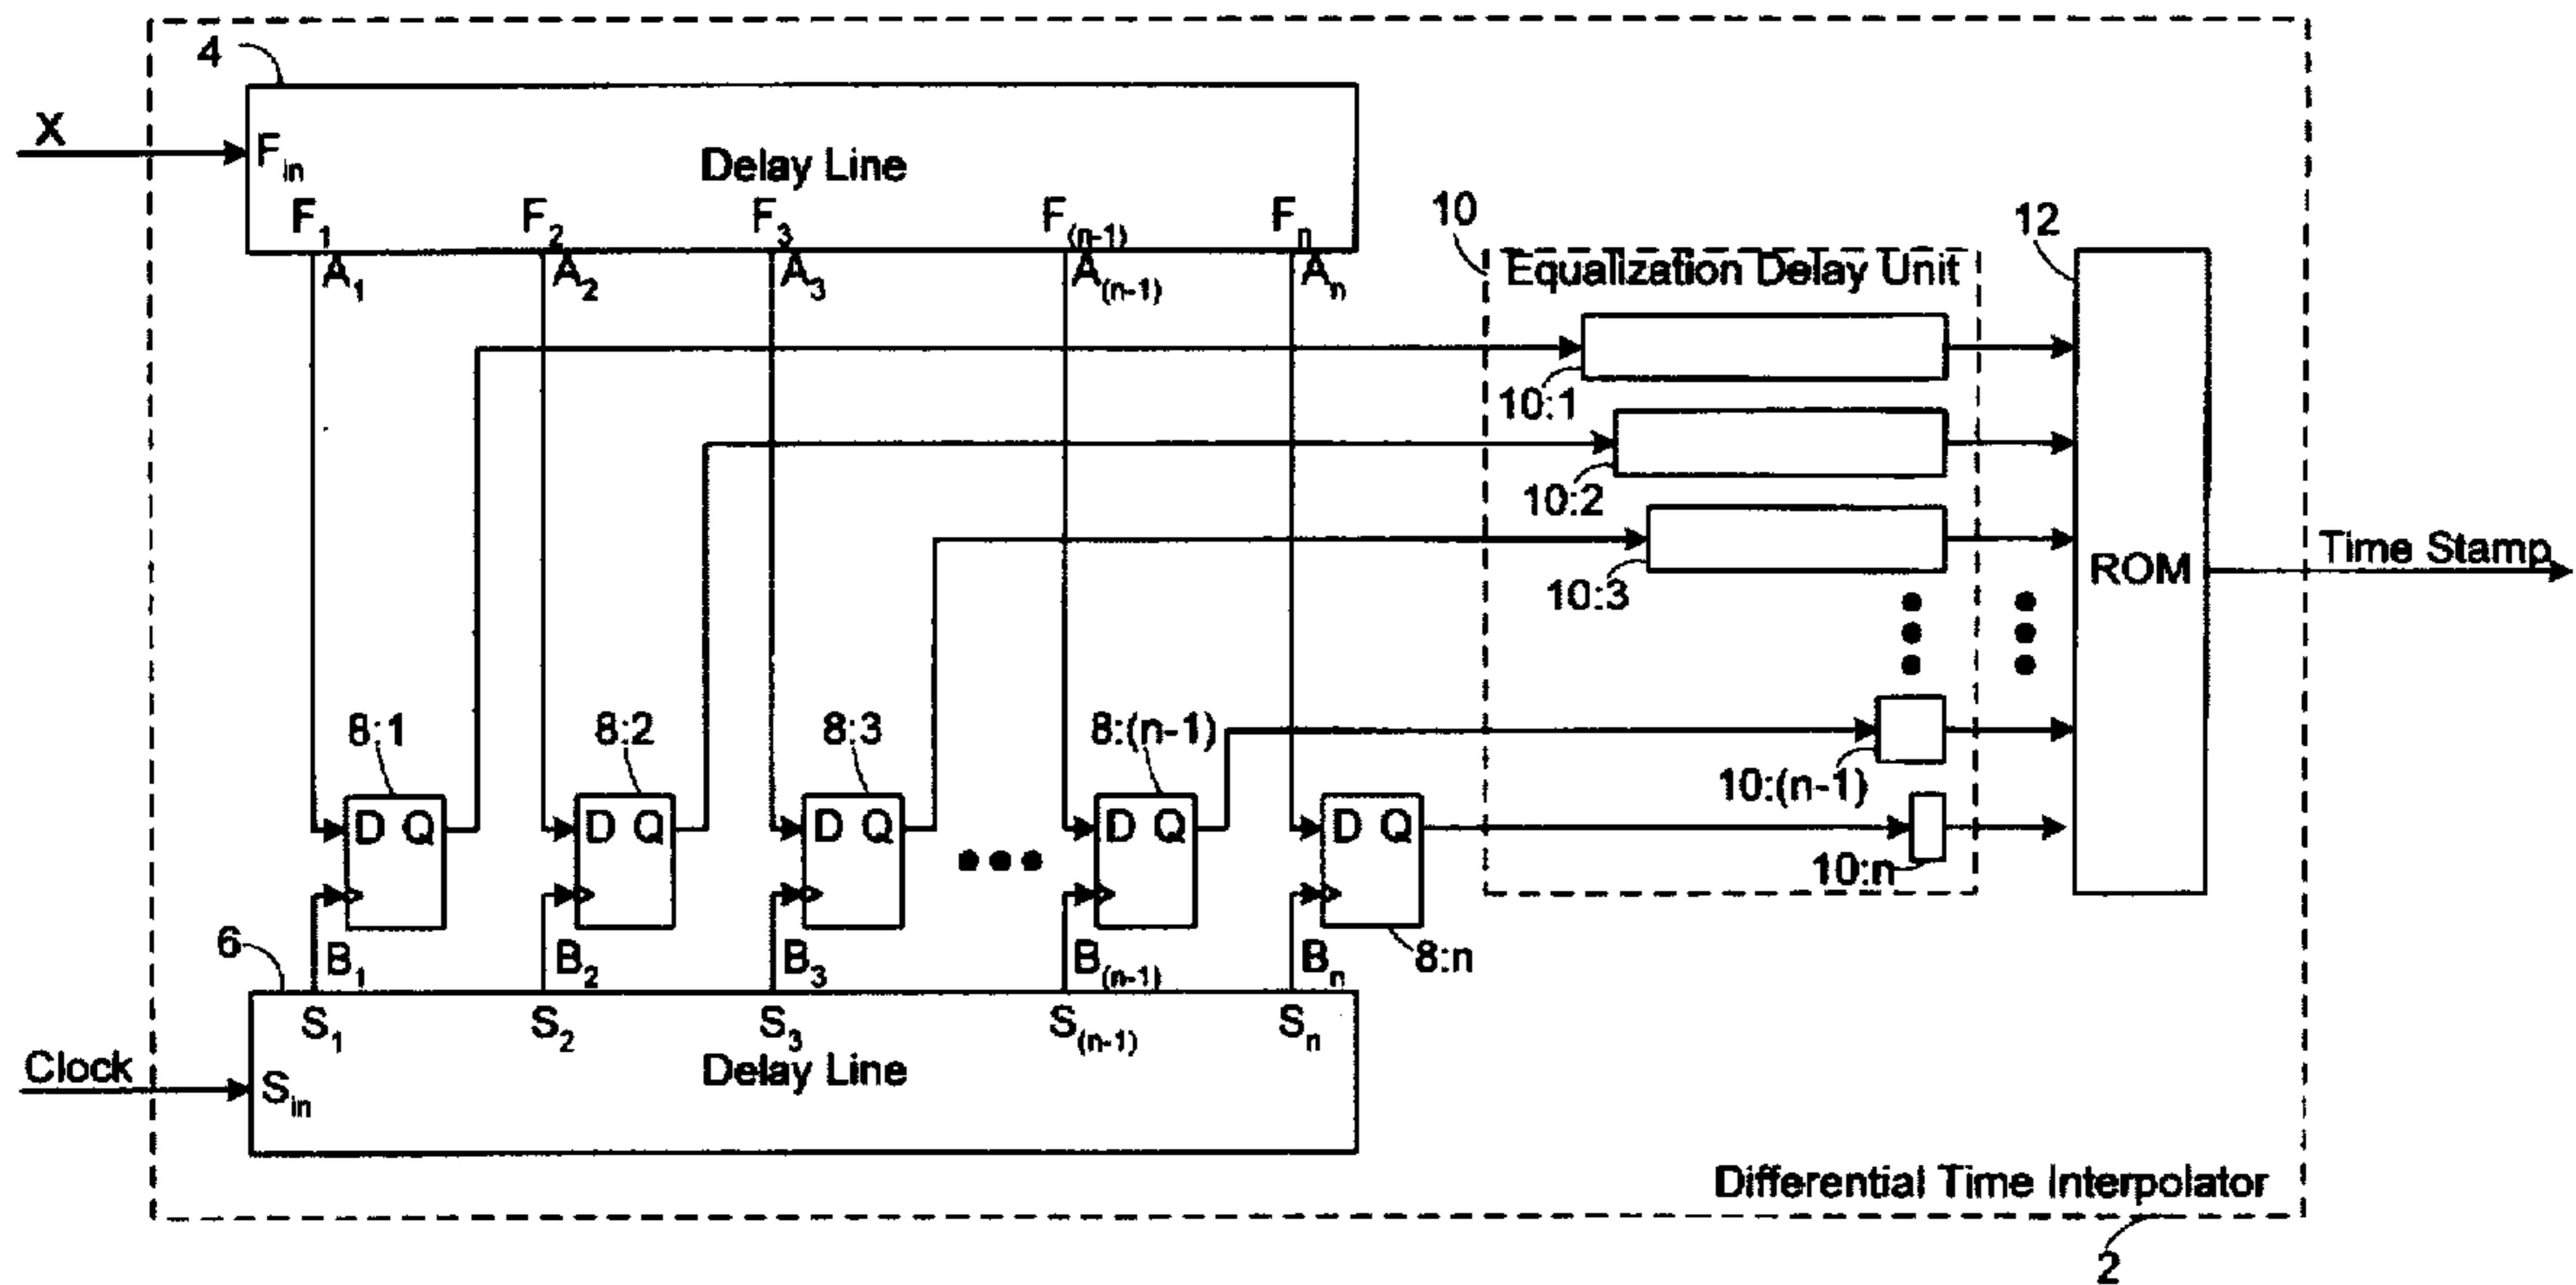 4
X
F_in
Delay Line
F_1 F_2 F_3 F_(n-1) F_n
A_1 A_2 A_3 A_(n-1) A_n
10
Equalization Delay Unit
12
10:1
10:2
10:3
ROM
Time Stamp
8:1 8:2 8:3 8:(n-1)
10:(n-1)
D Q D Q D Q D Q D Q
10:n
6
B_1 B_2 B_3 B_(n-1) B_n
8:n
S_1 S_2 S_3 S_(n-1) S_n
Clock
S_in
Delay Line
Differential Time Interpolator
2